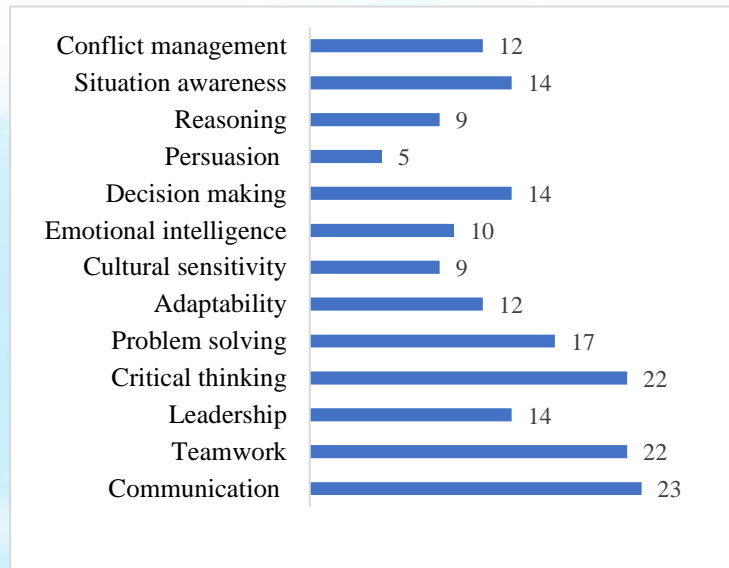 Conflict management 12
Situation awareness 14
Reasoning 9
Persuasion 5
Decision making 14
Emotional intelligence 10
Cultural sensitivity 9
Adaptability 12
Problem solving 17
Critical thinking 22
Leadership 14
Teamwork 22
Communication 23